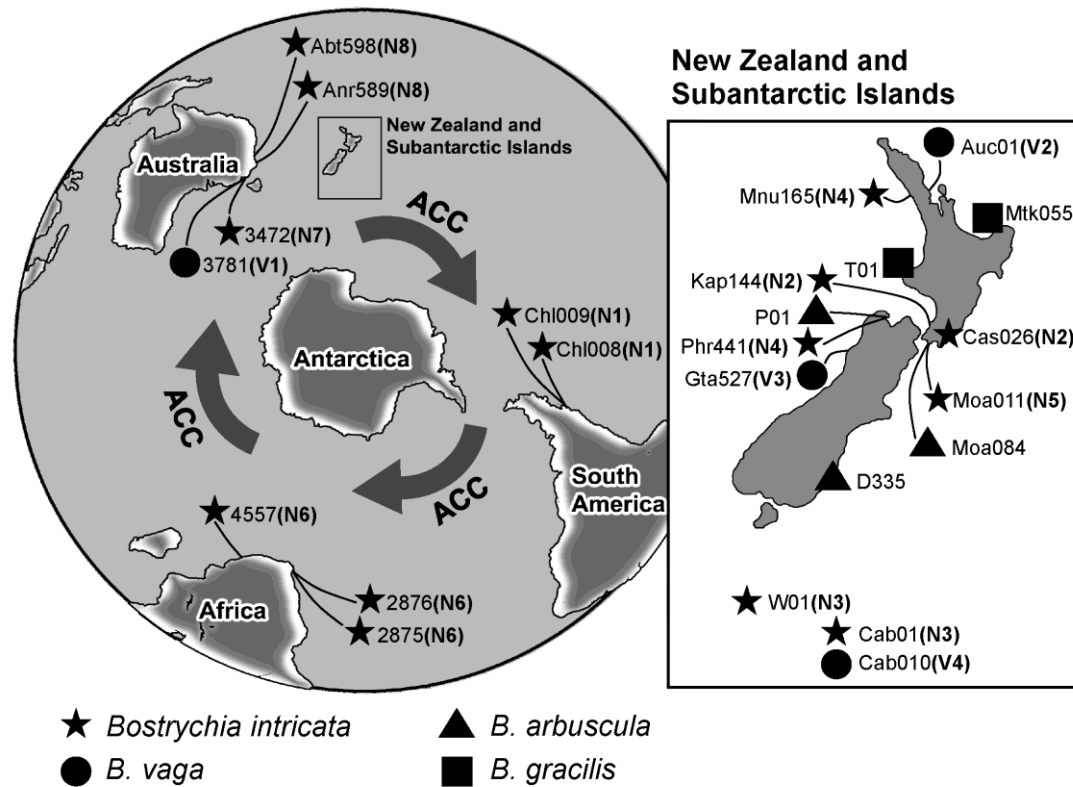 Abt598(N8)
Anr589(N8)
New Zealand and
Subantarctic Islands
Australia
3472(N7)
3781(V1)
ACC
Chl009(N1)
Chl008(N1)
Antarctica
ACC
ACC
South
America
4557(N6)
Africa
2876(N6)
2875(N6)
New Zealand and
Subantarctic Islands
Auc01(V2)
Mnu165(N4)
Mtk055
T01
Kap144(N2)
P01
Cas026(N2)
Phr441(N4)
Gta527(V3)
Moa011(N5)
Moa084
D335
W01(N3)
Cab01(N3)
Cab010(V4)
Bostrychia intricata
B. arbuscula
B. vaga
B. gracilis